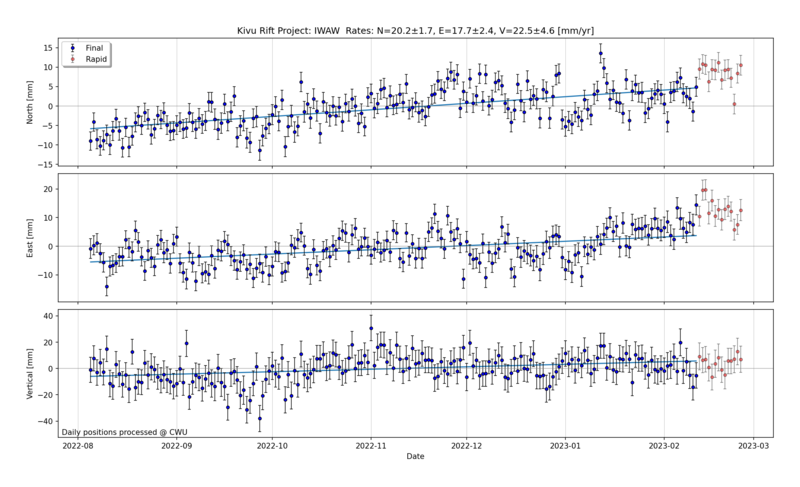 Kivu Rift Project: IWAW  Rates: N=20.2±1.7, E=17.7±2.4, V=22.5±4.6 [mm/yr]
Final
Rapid
North [mm]
15
10
5
0
−5
−10
−15
East [mm]
20
10
0
−10
Vertical [mm]
40
20
0
−20
−40
Daily positions processed @ CWU
2022-08 2022-09 2022-10 2022-11 2022-12 2023-01 2023-02 2023-03
Date